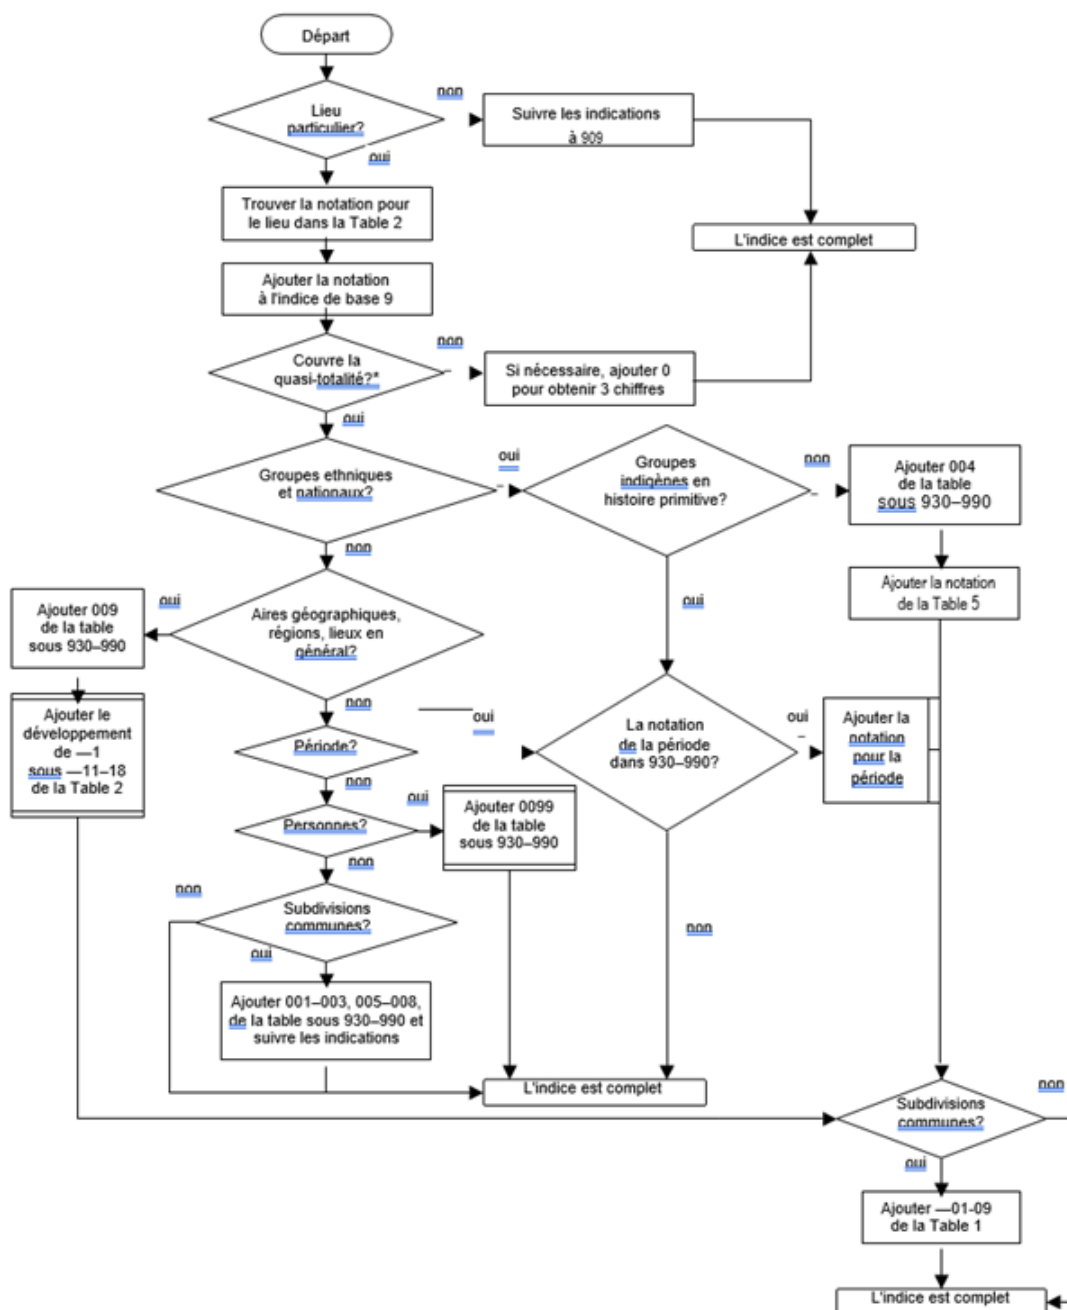 Départ
non
Lieu
particulier?
Suivre les indications
à 909
oui
Trouver la notation pour
le lieu dans la Table 2
L'indice est complet
Ajouter la notation
à l'indice de base 9
non
Couvre la
quasi-totalité?*
Si nécessaire, ajouter 0
pour obtenir 3 chiffres
oui
Groupes ethniques
et nationaux?
oui
Groupes
indigènes en
histoire primitive?
non
Ajouter 004
de la table
sous 930–990
non
oui
Ajouter la notation
de la Table 5
Ajouter 009
de la table
sous 930–990
oui
Aires géographiques,
régions, lieux en
général?
Ajouter le
développement
de —1
sous —11–18
de la Table 2
non
oui
Période?
La notation
de la période
dans 930–990?
oui
Ajouter la
notation
pour la
période
non
oui
Personnes?
Ajouter 0099
de la table
sous 930–990
non
non
Subdivisions
communes?
oui
non
Ajouter 001–003, 005–008,
de la table sous 930–990 et
suivre les indications
L'indice est complet
non
Subdivisions
communes?
oui
Ajouter —01-09
de la Table 1
L'indice est complet